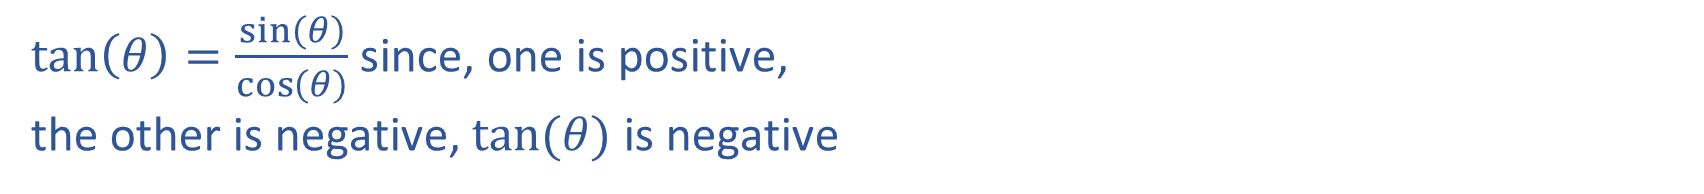 tan(θ) = sin(θ)/cos(θ) since, one is positive,
the other is negative, tan(θ) is negative